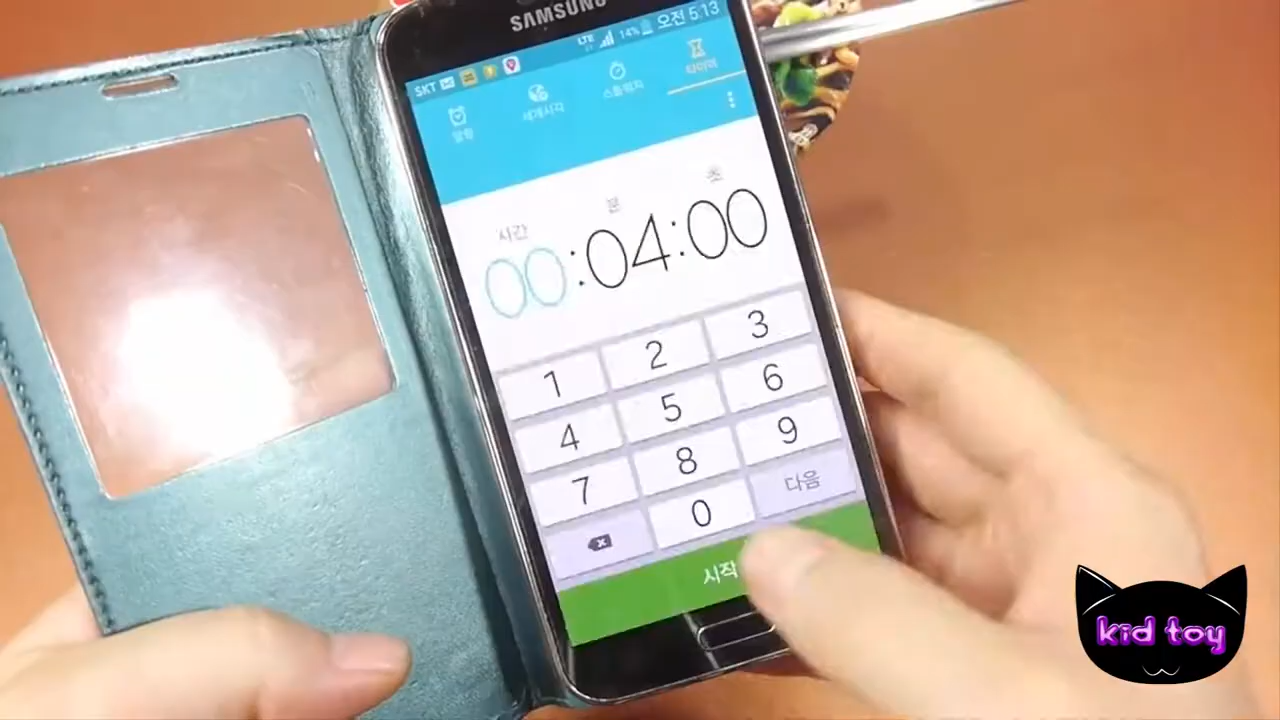 SAMSUNG
SKT LTE 14% 오전 5:13
알람 세계시각 스톱워치 타이머
시간 분 초
00:04:00
1 2 3
4 5 6
7 8 9
0 다음
시작
kid toy